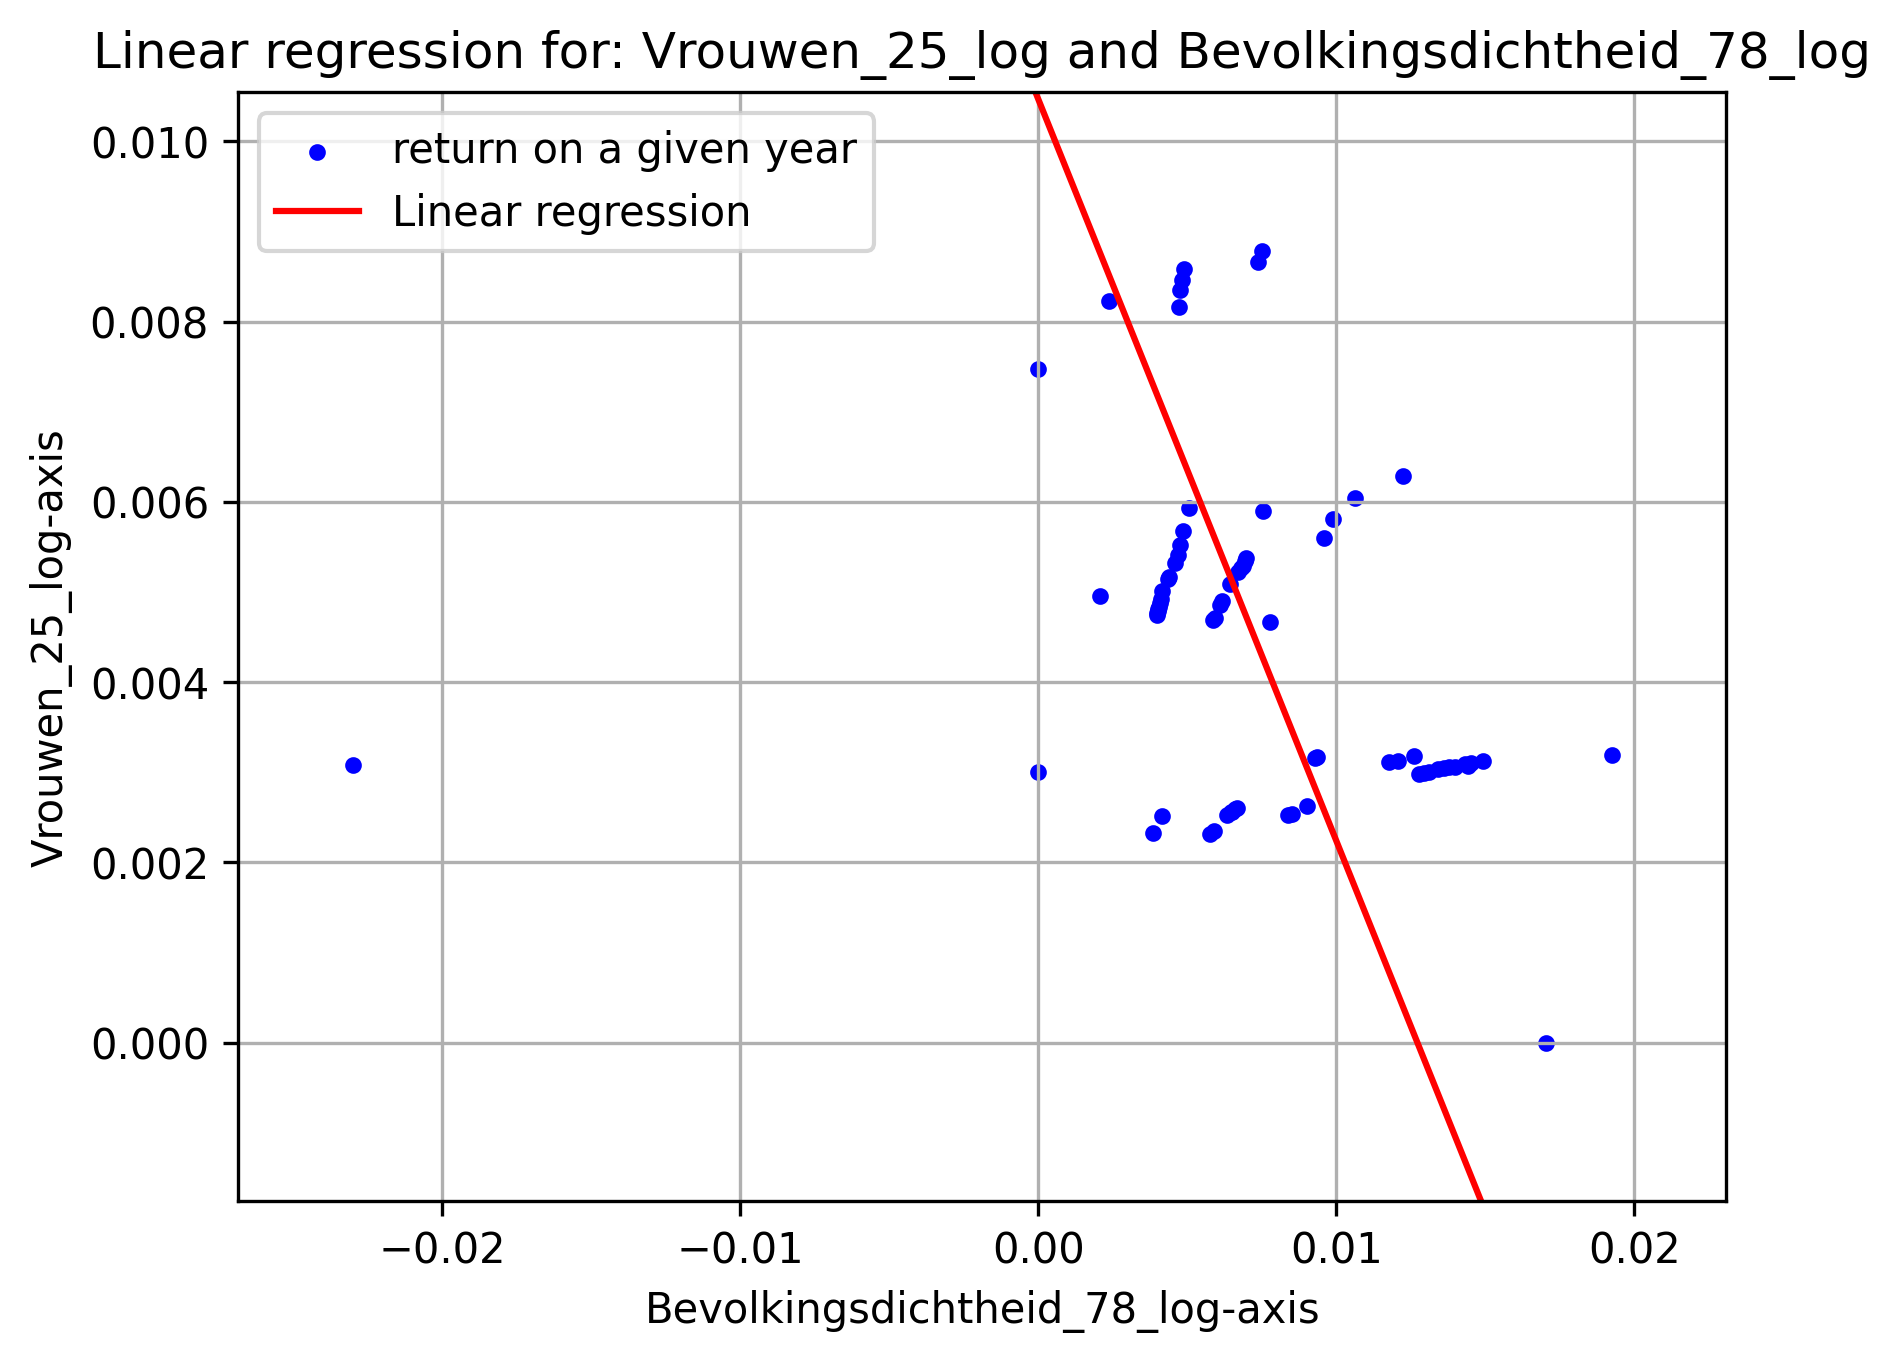 Linear regression for: Vrouwen_25_log and Bevolkingsdichtheid_78_log
return on a given year
Linear regression
0.010
0.008
0.006
0.004
0.002
0.000
Vrouwen_25_log-axis
−0.02
−0.01
0.00
0.01
0.02
Bevolkingsdichtheid_78_log-axis